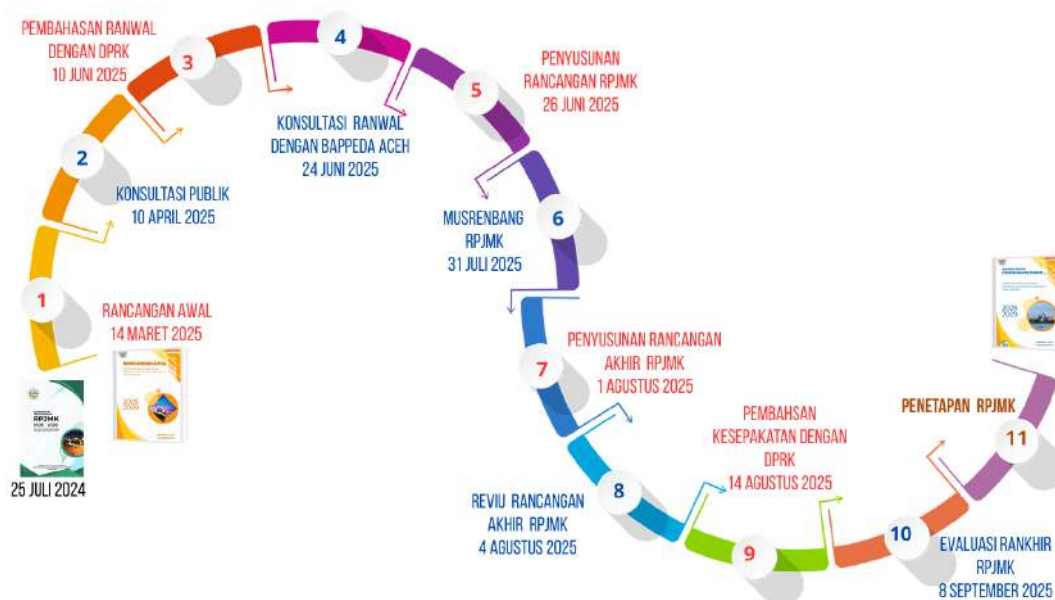 1
RANCANGAN AWAL
14 MARET 2025
RPJMK
25 JULI 2024
2
KONSULTASI PUBLIK
10 APRIL 2025
3
PEMBAHASAN RANWAL
DENGAN DPRK
10 JUNI 2025
4
KONSULTASI RANWAL
DENGAN BAPPEDA ACEH
24 JUNI 2025
5
PENYUSUNAN
RANCANGAN RPJMK
26 JUNI 2025
6
MUSRENBANG
RPJMK
31 JULI 2025
7
PENYUSUNAN RANCANGAN
AKHIR RPJMK
1 AGUSTUS 2025
8
REVIU RANCANGAN
AKHIR RPJMK
4 AGUSTUS 2025
9
PEMBAHSAN
KESEPAKATAN DENGAN
DPRK
14 AGUSTUS 2025
10
EVALUASI RANKHIR
RPJMK
8 SEPTEMBER 2025
11
PENETAPAN RPJMK